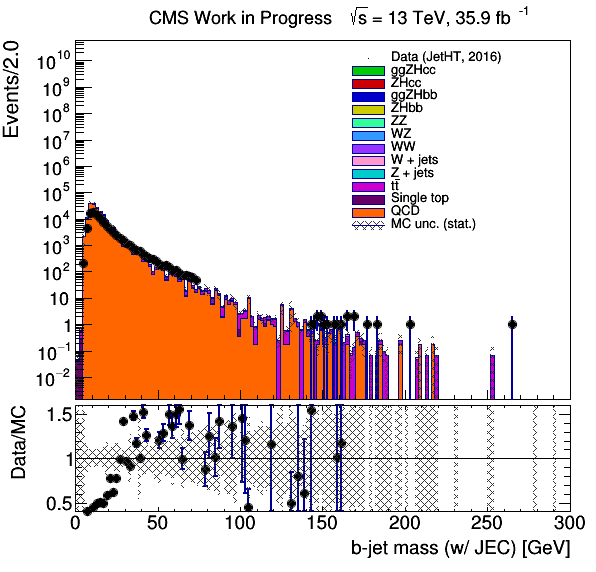 CMS Work in Progress √s = 13 TeV, 35.9 fb⁻¹
Events/2.0
10¹⁰
10⁹
10⁸
10⁷
10⁶
10⁵
10⁴
10³
10²
10
1
10⁻¹
10⁻²
Data (JetHT, 2016)
ggZHcc
ZHcc
ggZHbb
ZHbb
ZZ
WZ
WW
W + jets
Z + jets
tt̄
Single top
QCD
MC unc. (stat.)
Data/MC
1.5
1
0.5
0 50 100 150 200 250 300
b-jet mass (w/ JEC) [GeV]